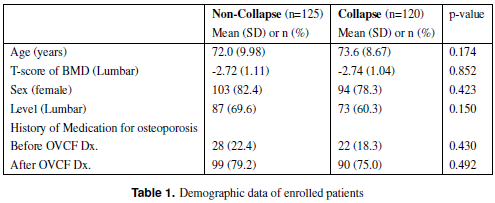 Non-Collapse (n=125) Collapse (n=120) p-value
Mean (SD) or n (%) Mean (SD) or n (%)
Age (years) 72.0 (9.98) 73.6 (8.67) 0.174
T-score of BMD (Lumbar) -2.72 (1.11) -2.74 (1.04) 0.852
Sex (female) 103 (82.4) 94 (78.3) 0.423
Level (Lumbar) 87 (69.6) 73 (60.3) 0.150
History of Medication for osteoporosis
Before OVCF Dx. 28 (22.4) 22 (18.3) 0.430
After OVCF Dx. 99 (79.2) 90 (75.0) 0.492
Table 1. Demographic data of enrolled patients